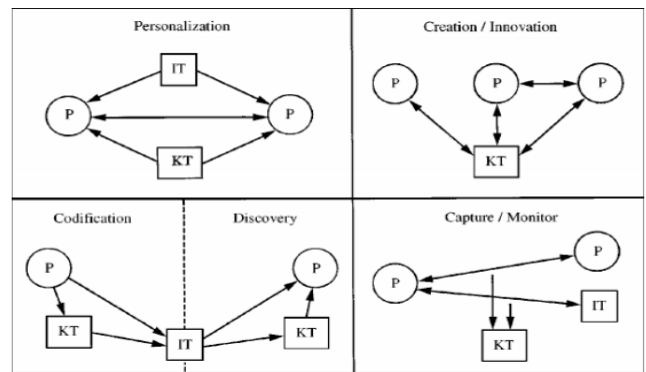 Personalization
IT
P
P
KT
Creation / Innovation
P
P
P
KT
Codification
P
KT
IT
Discovery
P
KT
Capture / Monitor
P
P
IT
KT